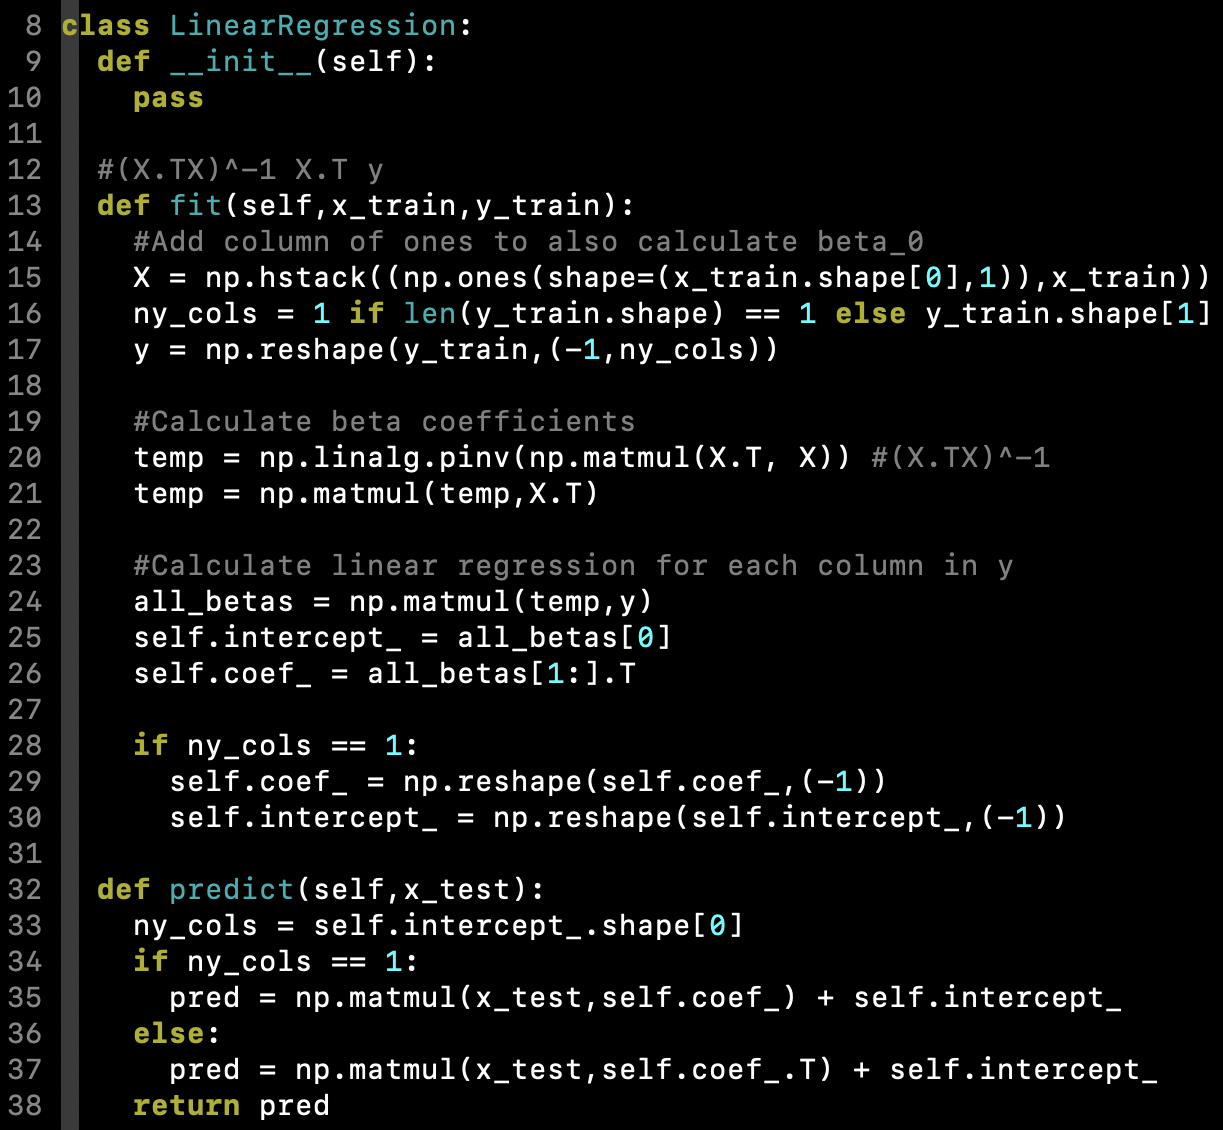 8 class LinearRegression:
9   def __init__(self):
10     pass
11
12   #(X.TX)^-1 X.T y
13   def fit(self,x_train,y_train):
14     #Add column of ones to also calculate beta_0
15     X = np.hstack((np.ones(shape=(x_train.shape[0],1)),x_train))
16     ny_cols = 1 if len(y_train.shape) == 1 else y_train.shape[1]
17     y = np.reshape(y_train,(-1,ny_cols))
18
19     #Calculate beta coefficients
20     temp = np.linalg.pinv(np.matmul(X.T, X)) #(X.TX)^-1
21     temp = np.matmul(temp,X.T)
22
23     #Calculate linear regression for each column in y
24     all_betas = np.matmul(temp,y)
25     self.intercept_ = all_betas[0]
26     self.coef_ = all_betas[1:].T
27
28     if ny_cols == 1:
29       self.coef_ = np.reshape(self.coef_,(-1))
30       self.intercept_ = np.reshape(self.intercept_,(-1))
31
32   def predict(self,x_test):
33     ny_cols = self.intercept_.shape[0]
34     if ny_cols == 1:
35       pred = np.matmul(x_test,self.coef_) + self.intercept_
36     else:
37       pred = np.matmul(x_test,self.coef_.T) + self.intercept_
38     return pred